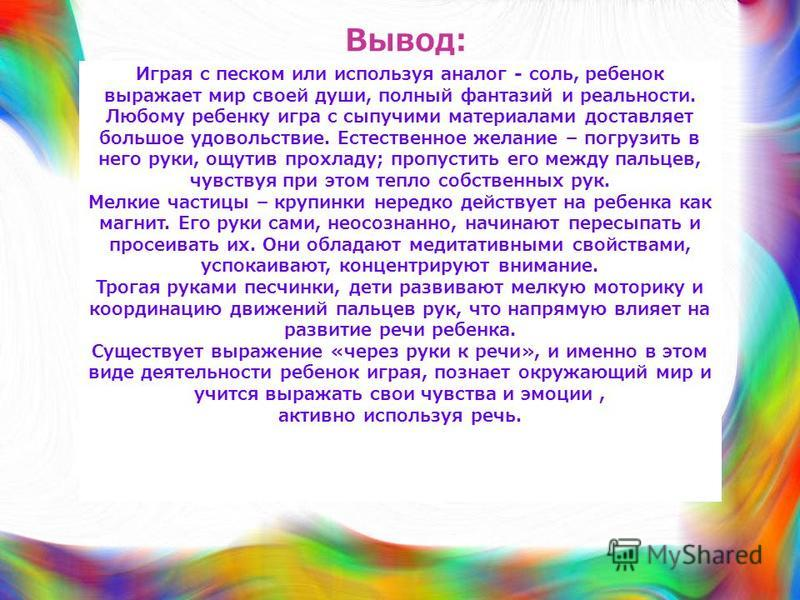 Вывод:
Играя с песком или используя аналог - соль, ребенок
выражает мир своей души, полный фантазий и реальности.
Любому ребенку игра с сыпучими материалами доставляет
большое удовольствие. Естественное желание – погрузить в
него руки, ощутив прохладу; пропустить его между пальцев,
чувствуя при этом тепло собственных рук.
Мелкие частицы – крупинки нередко действует на ребенка как
магнит. Его руки сами, неосознанно, начинают пересыпать и
просеивать их. Они обладают медитативными свойствами,
успокаивают, концентрируют внимание.
Трогая руками песчинки, дети развивают мелкую моторику и
координацию движений пальцев рук, что напрямую влияет на
развитие речи ребенка.
Существует выражение «через руки к речи», и именно в этом
виде деятельности ребенок играя, познает окружающий мир и
учится выражать свои чувства и эмоции ,
активно используя речь.
MyShared